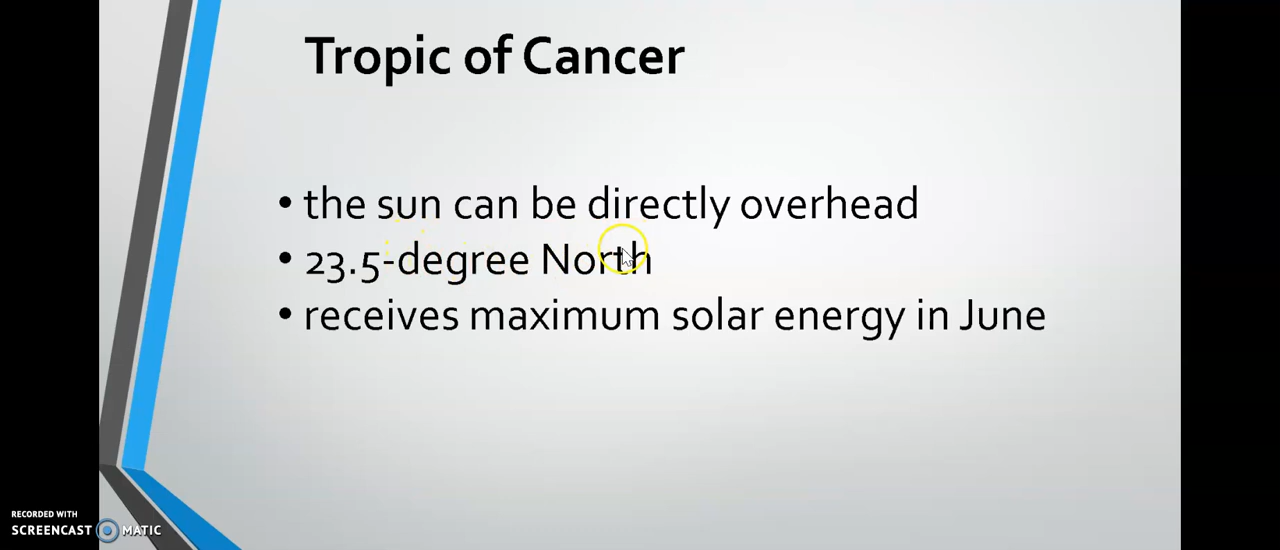 Tropic of Cancer
• the sun can be directly overhead
• 23.5-degree North
• receives maximum solar energy in June
RECORDED WITH
SCREENCAST MATIC